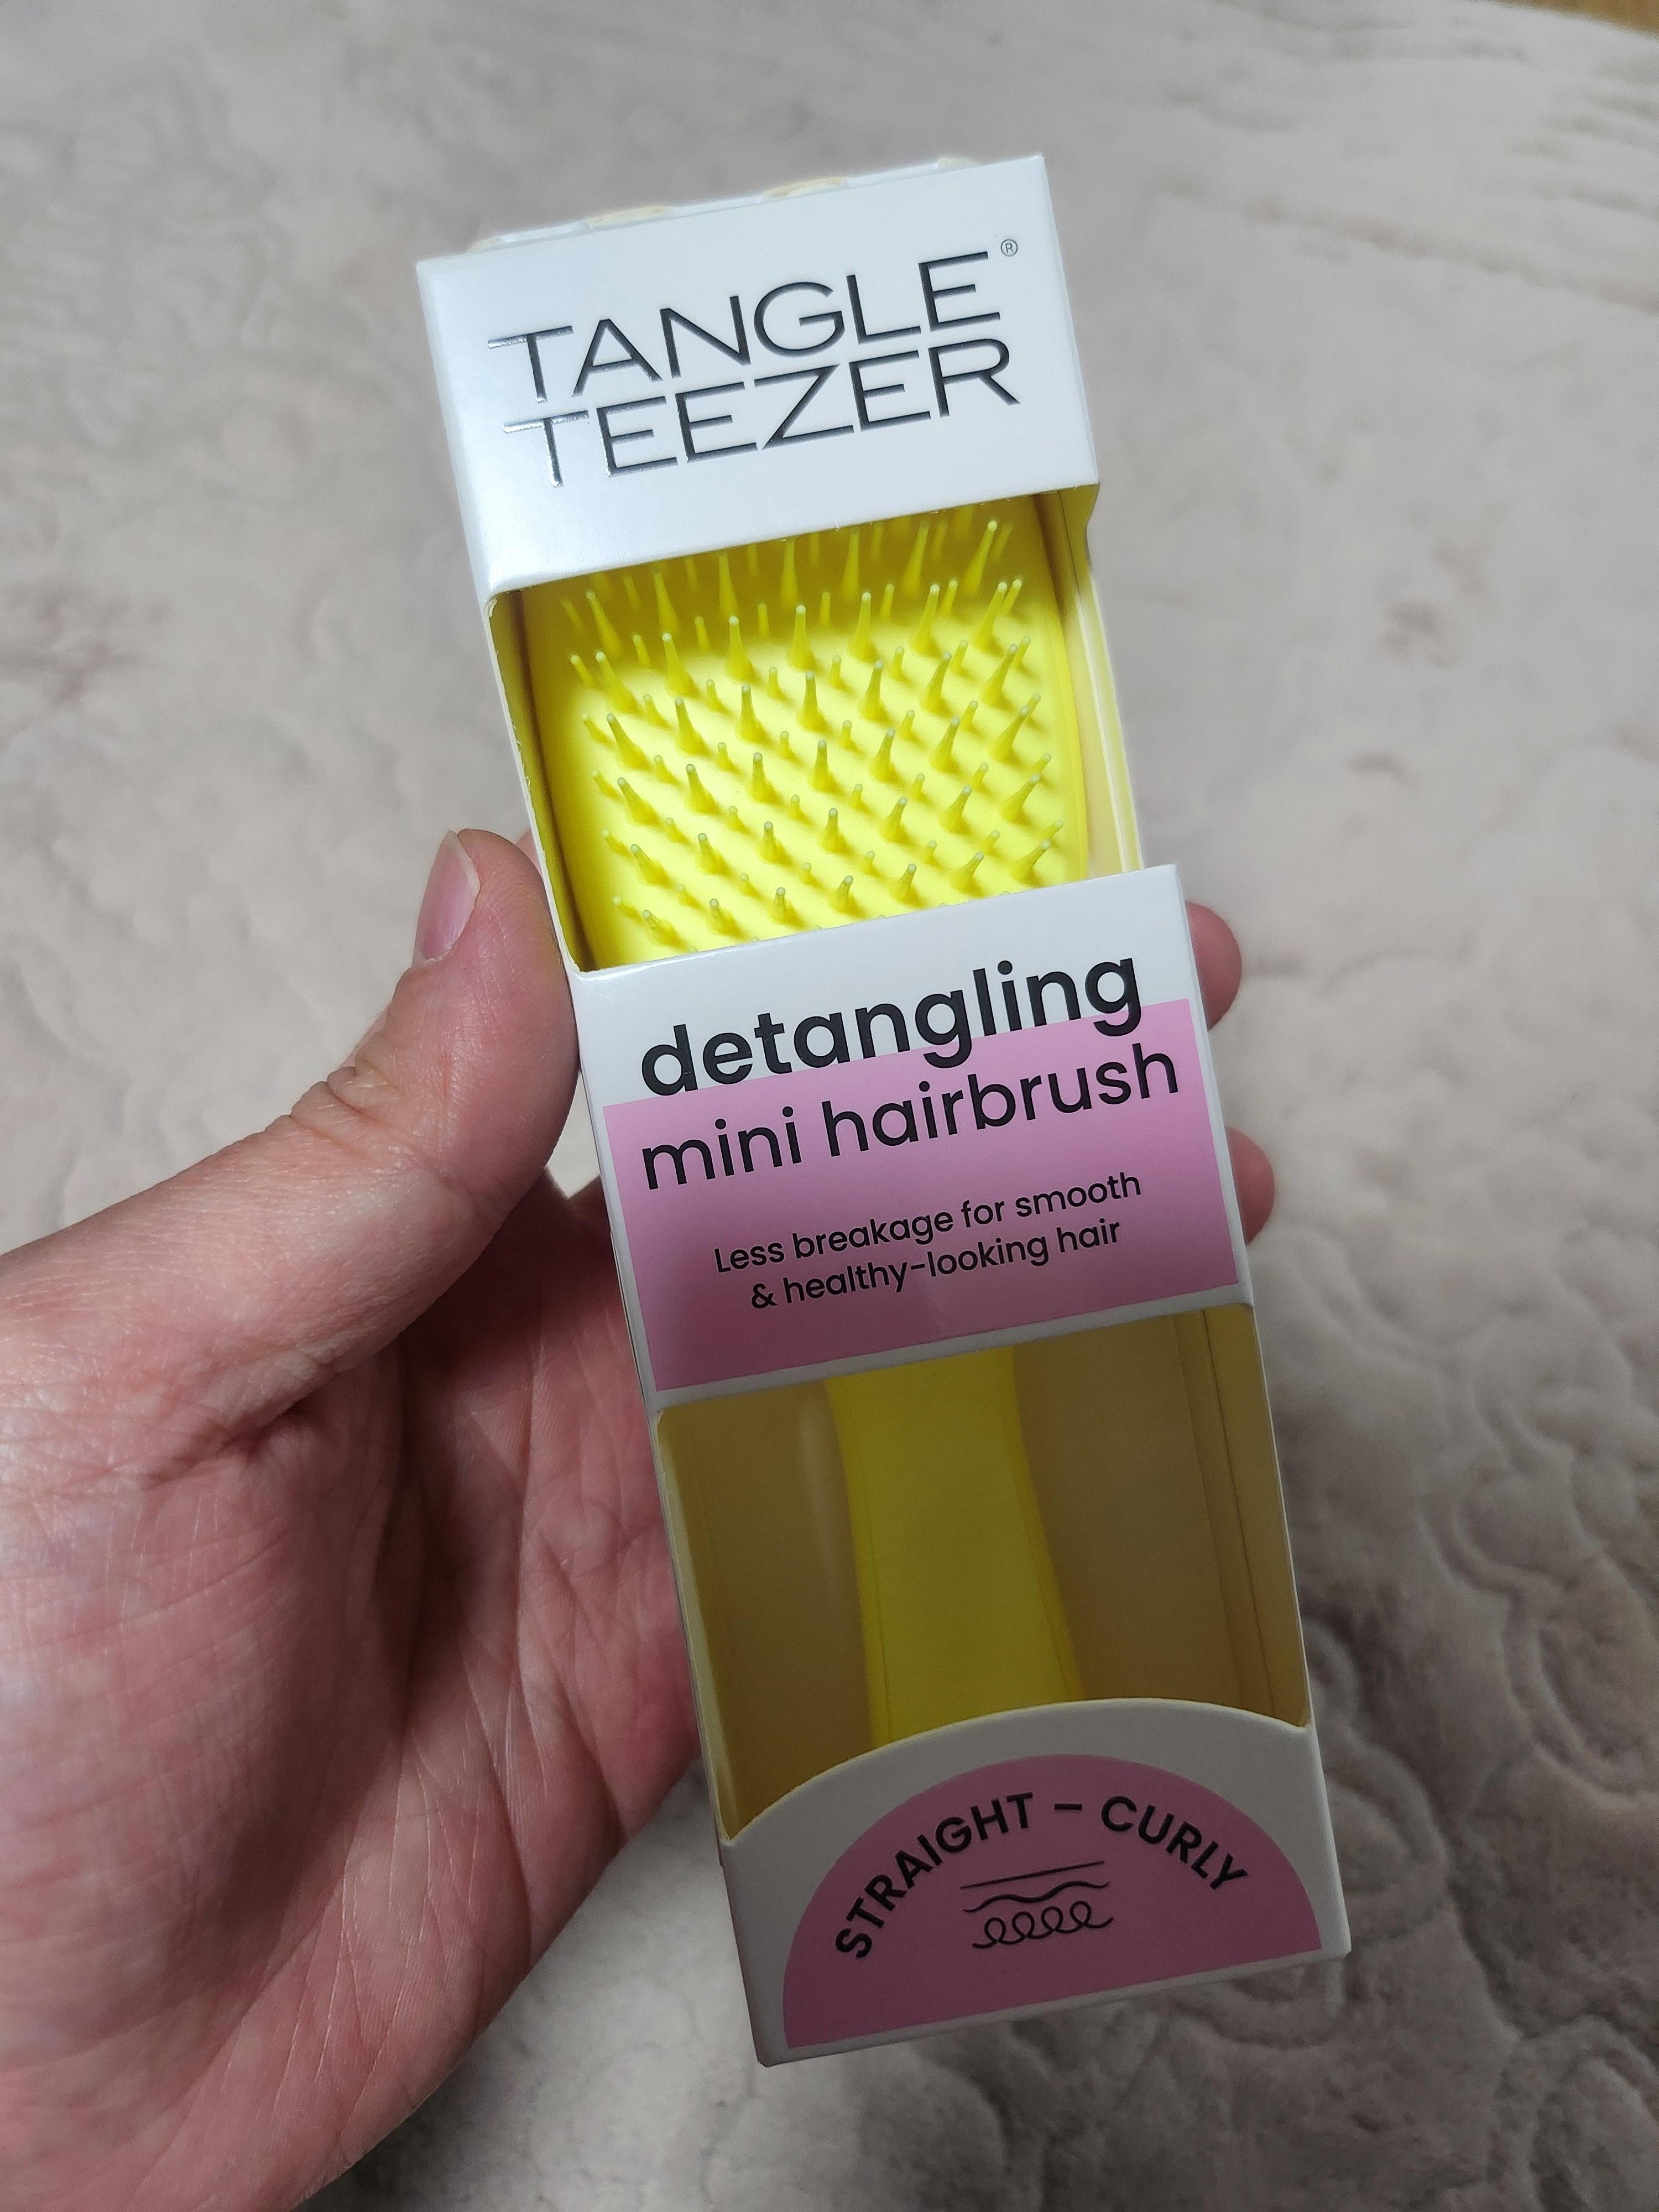 TANGLE®
TEEZER
detangling
mini hairbrush
Less breakage for smooth
& healthy-looking hair
STRAIGHT – CURLY